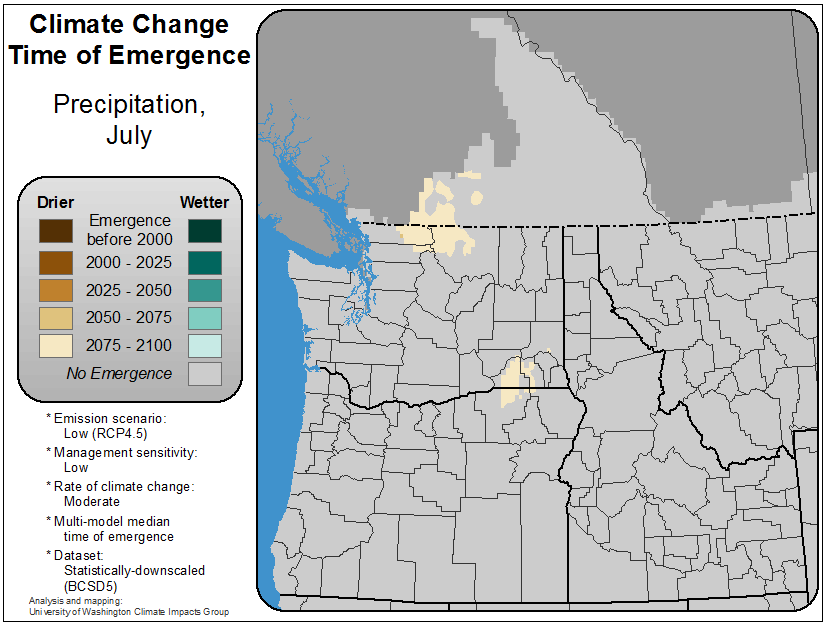 Climate Change
Time of Emergence
Precipitation,
July
Drier
Wetter
Emergence
before 2000
2000 - 2025
2025 - 2050
2050 - 2075
2075 - 2100
No Emergence
* Emission scenario:
Low (RCP4.5)
* Management sensitivity:
Low
* Rate of climate change:
Moderate
* Multi-model median
time of emergence
* Dataset:
Statistically-downscaled
(BCSD5)
Analysis and mapping:
University of Washington Climate Impacts Group